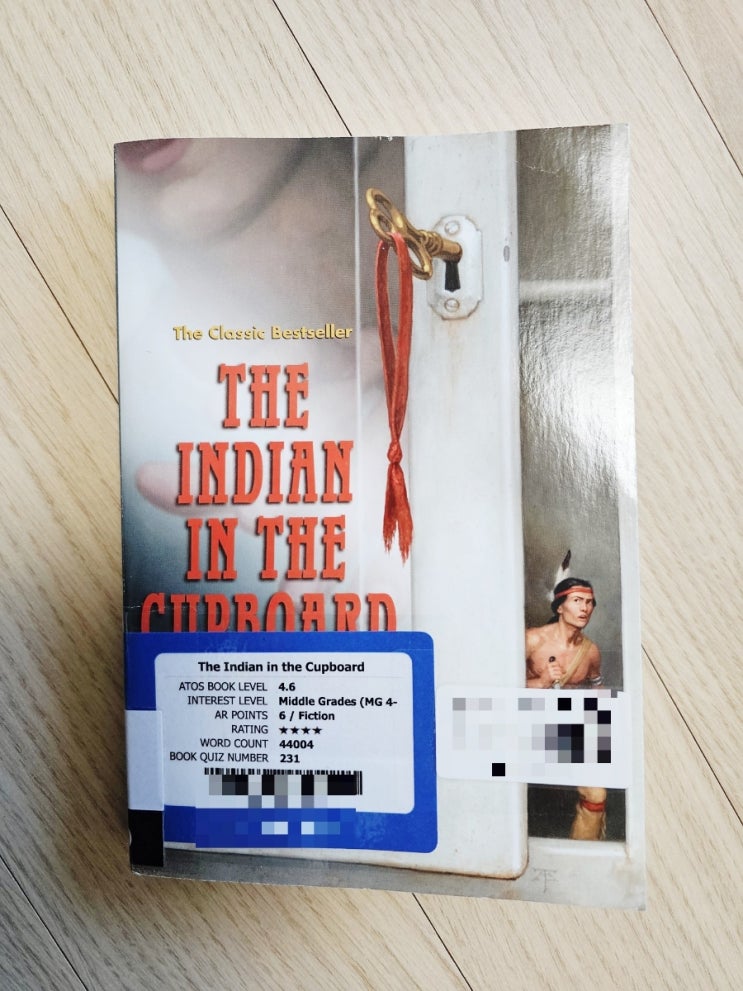 The Classic Bestseller
THE
INDIAN
IN THE
CUPBOARD
The Indian in the Cupboard
ATOS BOOK LEVEL 4.6
INTEREST LEVEL Middle Grades (MG 4-
AR POINTS 6 / Fiction
RATING ★★★★
WORD COUNT 44004
BOOK QUIZ NUMBER 231